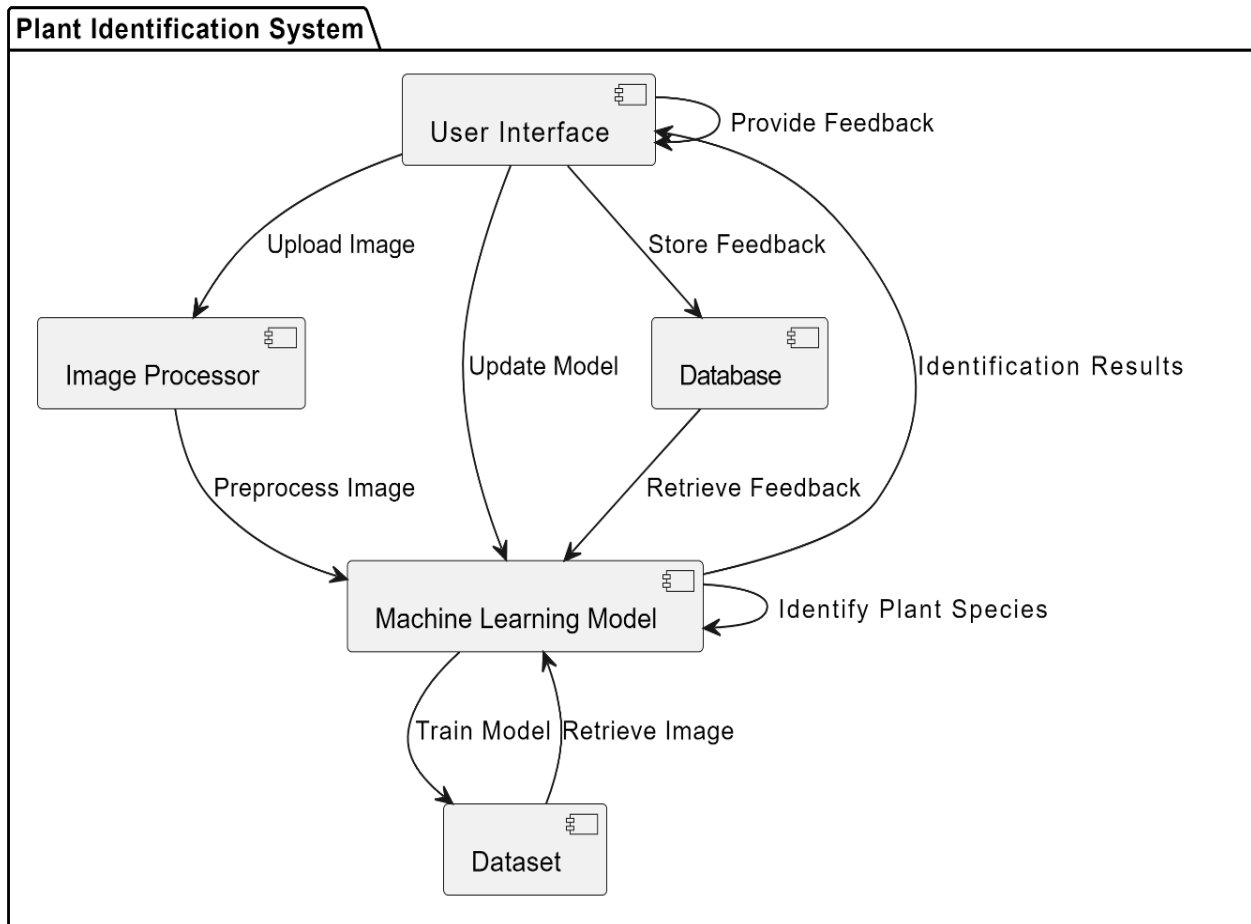 Plant Identification System
User Interface
Provide Feedback
Upload Image
Store Feedback
Image Processor
Update Model
Database
Identification Results
Preprocess Image
Retrieve Feedback
Machine Learning Model
Identify Plant Species
Train Model
Retrieve Image
Dataset